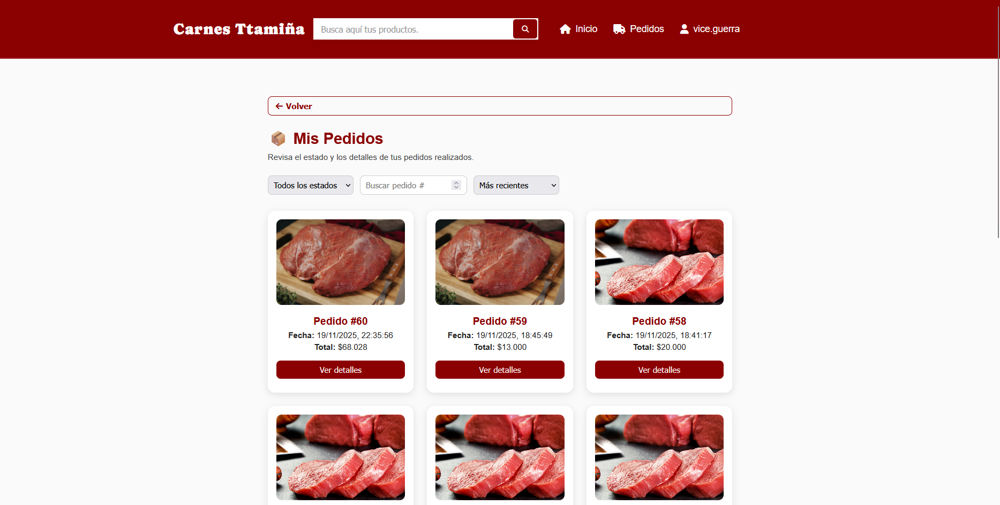 Carnes Ttamiña
Busca aquí tus productos.
Inicio
Pedidos
vice.guerra
Volver
Mis Pedidos
Revisa el estado y los detalles de tus pedidos realizados.
Todos los estados
Buscar pedido #
Más recientes
Pedido #60
Fecha: 19/11/2025, 22:35:56
Total: $68.028
Ver detalles
Pedido #59
Fecha: 19/11/2025, 18:45:49
Total: $13.000
Ver detalles
Pedido #58
Fecha: 19/11/2025, 18:41:17
Total: $20.000
Ver detalles